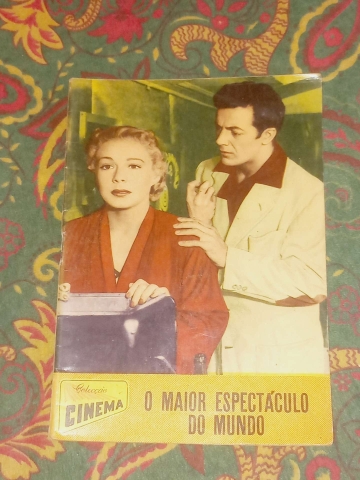 Colecção
CINEMA
O MAIOR ESPECTÁCULO
DO MUNDO